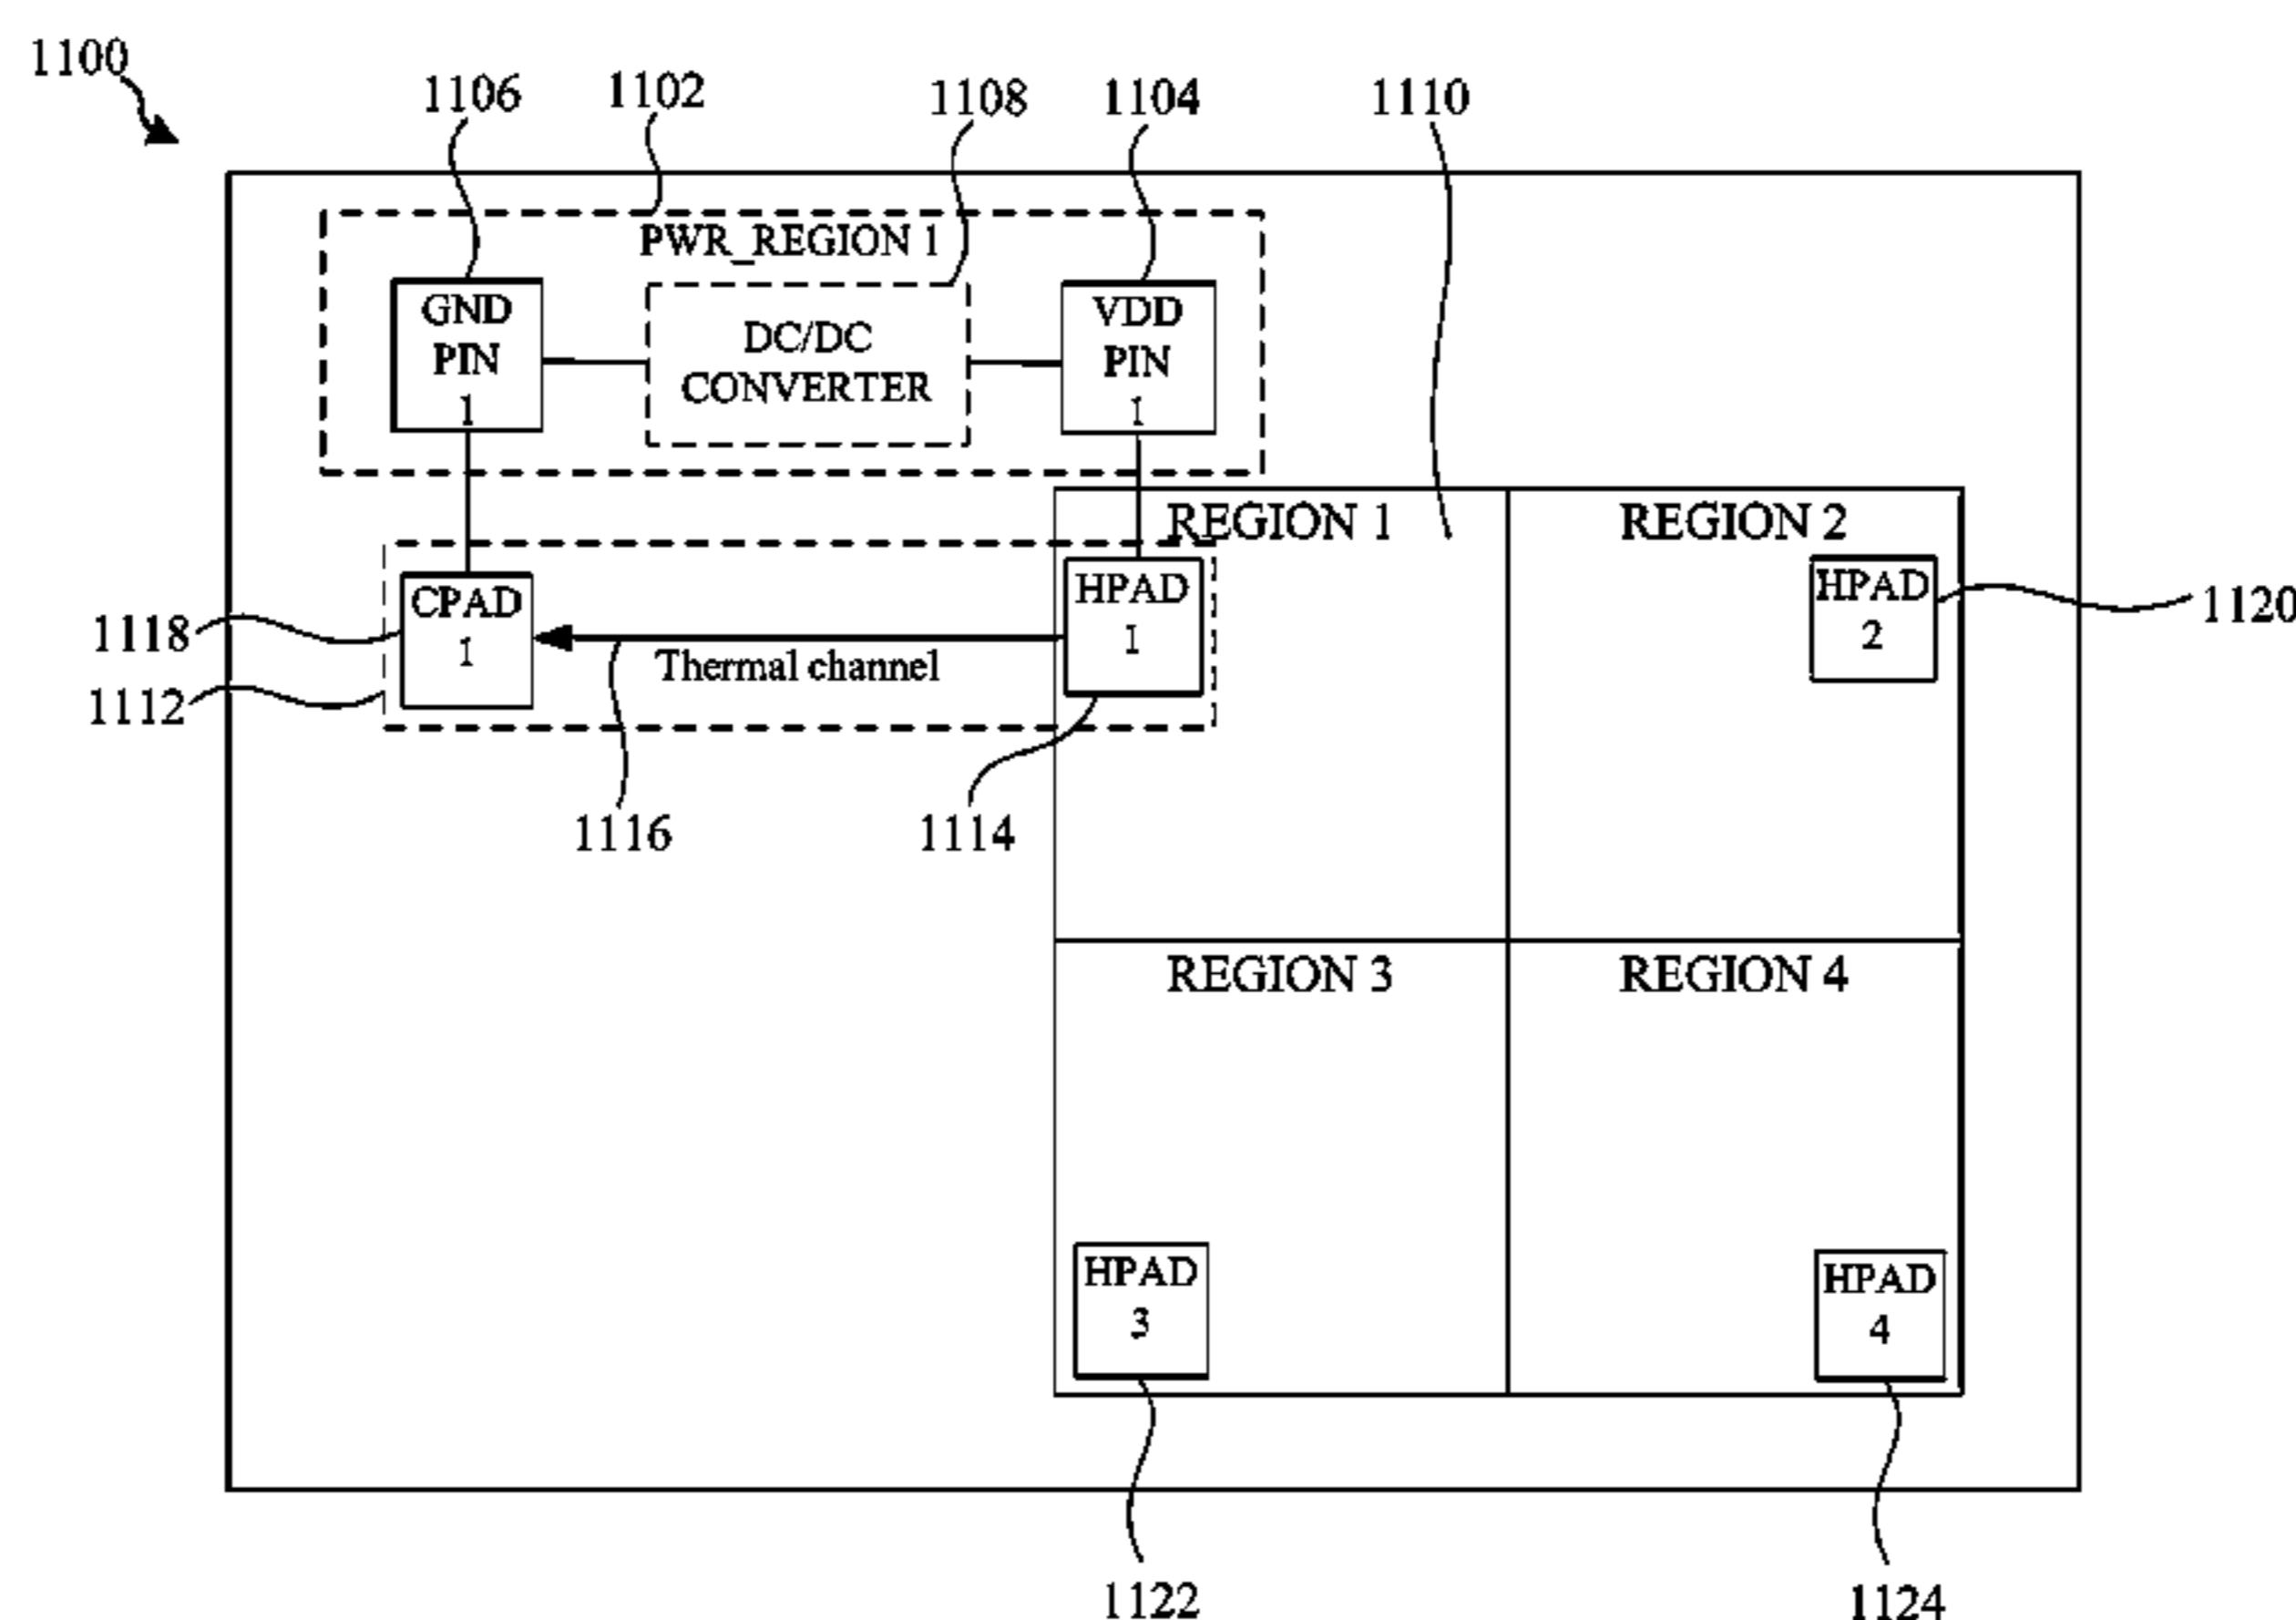 1100
1106
1102
1108
1104
1110
PWR_REGION 1
GND
PIN
1
DC/DC
CONVERTER
VDD
PIN
1
REGION 1
REGION 2
CPAD
1
Thermal channel
HPAD
1
HPAD
2
1120
1118
1112
1116
1114
REGION 3
REGION 4
HPAD
3
HPAD
4
1122
1124